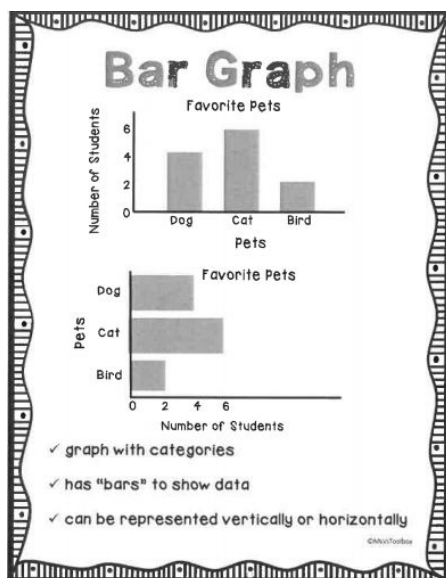 Bar Graph
Favorite Pets
Number of Students
6
4
2
0
Dog Cat Bird
Pets
Favorite Pets
Pets
Dog
Cat
Bird
0 2 4 6
Number of Students
✓ graph with categories
✓ has "bars" to show data
✓ can be represented vertically or horizontally